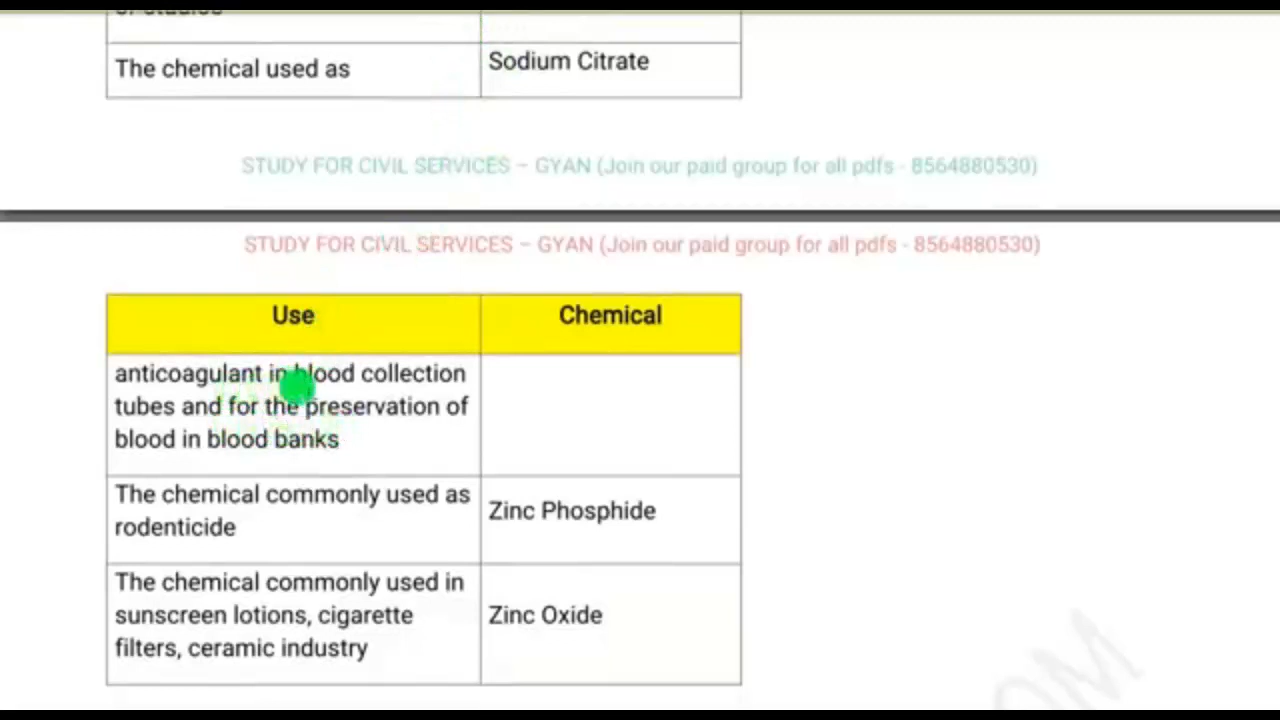 of studies
The chemical used as
Sodium Citrate
STUDY FOR CIVIL SERVICES – GYAN (Join our paid group for all pdfs - 8564880530)
STUDY FOR CIVIL SERVICES – GYAN (Join our paid group for all pdfs - 8564880530)
Use
Chemical
anticoagulant in blood collection
tubes and for the preservation of
blood in blood banks
The chemical commonly used as
rodenticide
Zinc Phosphide
The chemical commonly used in
sunscreen lotions, cigarette
filters, ceramic industry
Zinc Oxide
OM